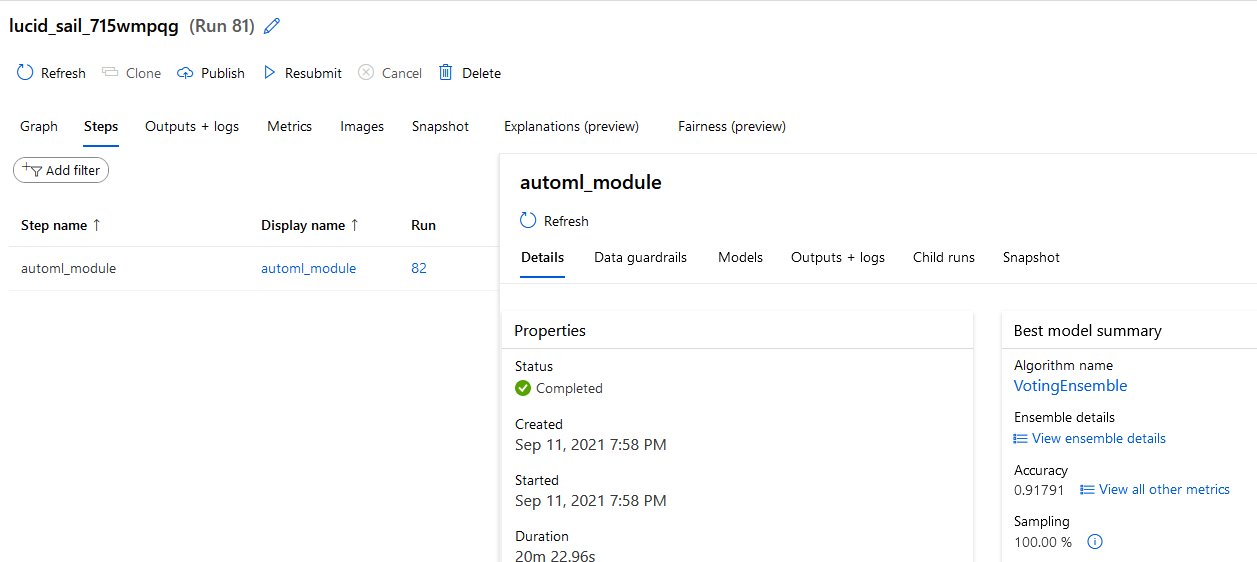 lucid_sail_715wmpqg (Run 81)
Refresh Clone Publish Resubmit Cancel Delete
Graph Steps Outputs + logs Metrics Images Snapshot Explanations (preview) Fairness (preview)
Add filter
Step name ↑ Display name ↑ Run
automl_module automl_module 82
automl_module
Refresh
Details Data guardrails Models Outputs + logs Child runs Snapshot
Properties
Status
Completed
Created
Sep 11, 2021 7:58 PM
Started
Sep 11, 2021 7:58 PM
Duration
20m 22.96s
Best model summary
Algorithm name
VotingEnsemble
Ensemble details
View ensemble details
Accuracy
0.91791 View all other metrics
Sampling
100.00 %